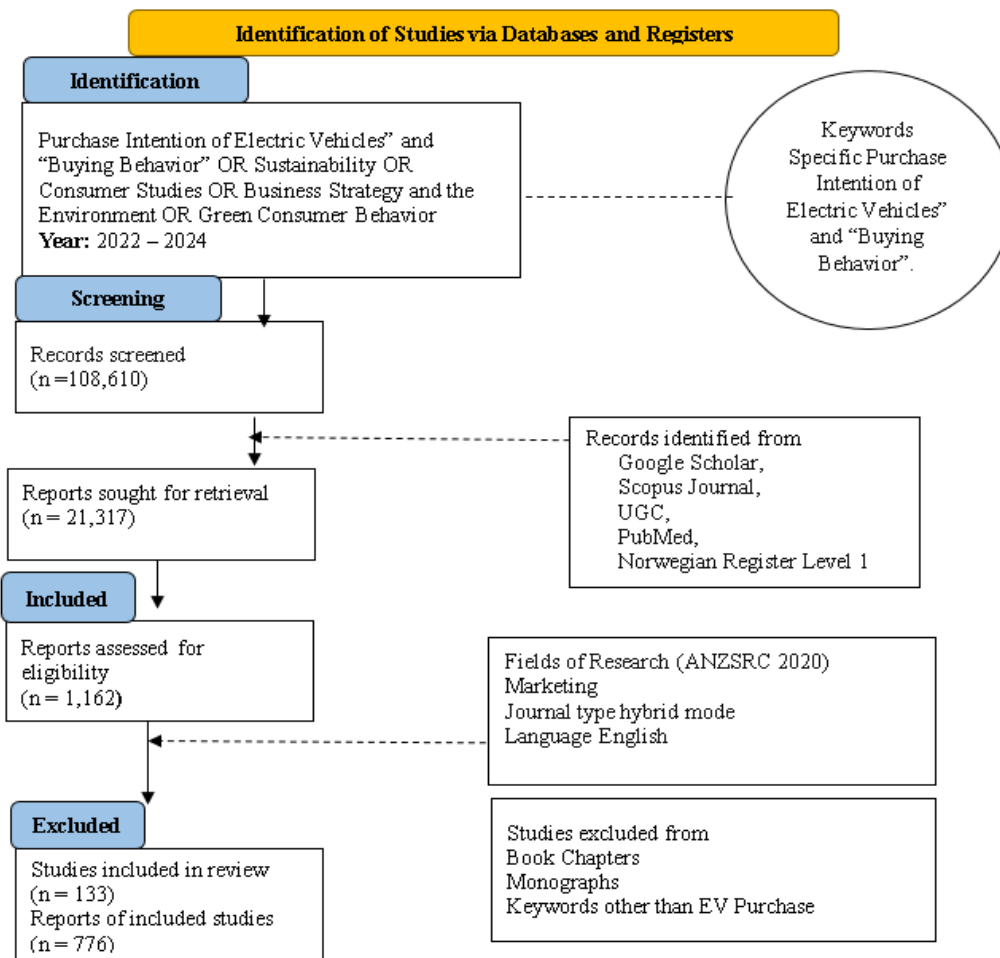 Identification of Studies via Databases and Registers
Identification
Purchase Intention of Electric Vehicles” and
“Buying Behavior” OR Sustainability OR
Consumer Studies OR Business Strategy and the
Environment OR Green Consumer Behavior
Year: 2022 – 2024
Keywords
Specific Purchase
Intention of
Electric Vehicles”
and “Buying
Behavior”.
Screening
Records screened
(n =108,610)
Records identified from
Google Scholar,
Scopus Journal,
UGC,
PubMed,
Norwegian Register Level 1
Reports sought for retrieval
(n = 21,317)
Included
Reports assessed for
eligibility
(n = 1,162)
Fields of Research (ANZSRC 2020)
Marketing
Journal type hybrid mode
Language English
Excluded
Studies included in review
(n = 133)
Reports of included studies
(n = 776)
Studies excluded from
Book Chapters
Monographs
Keywords other than EV Purchase